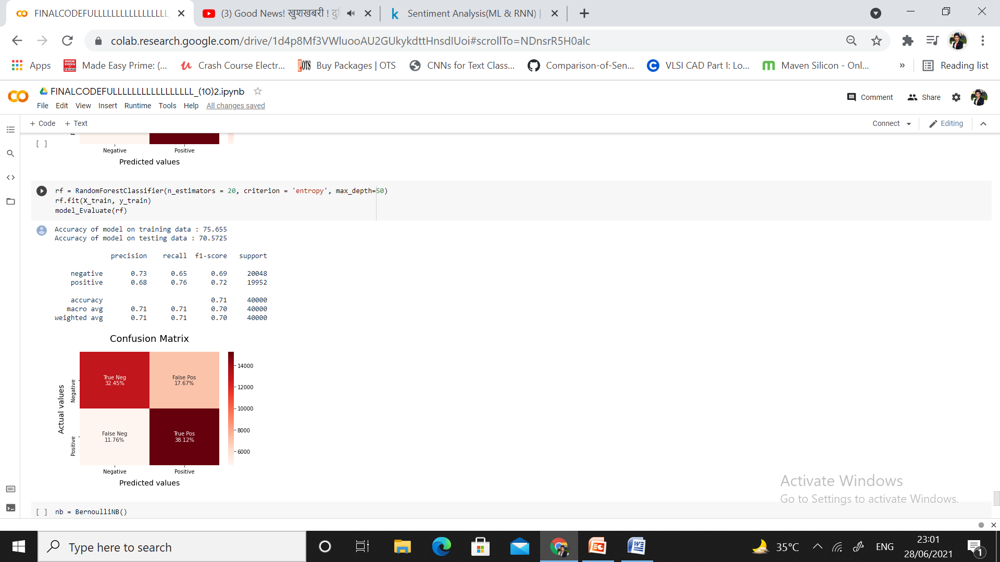 FINALCODEFULLLLLLLLLLLLLLLLL_
(3) Good News! खुशखबरी ! दुनि
Sentiment Analysis(ML & RNN) |
colab.research.google.com/drive/1d4p8Mf3VWluooAU2GUkykdttHnsdIUoi#scrollTo=NDnsrR5H0alc
Apps
Made Easy Prime: (...
Crash Course Electr...
Buy Packages | OTS
CNNs for Text Class...
Comparison-of-Sen...
VLSI CAD Part I: Lo...
Maven Silicon - Onl...
»
Reading list
FINALCODEFULLLLLLLLLLLLLLLLL_(10)2.ipynb
Comment
Share
File Edit View Insert Runtime Tools Help All changes saved
+ Code + Text
Connect
Editing
[ ]
Negative Positive
Predicted values
rf = RandomForestClassifier(n_estimators = 20, criterion = 'entropy', max_depth=50)
rf.fit(X_train, y_train)
model_Evaluate(rf)
Accuracy of model on training data : 75.655
Accuracy of model on testing data : 70.5725
precision recall f1-score support
negative 0.73 0.65 0.69 20048
positive 0.68 0.76 0.72 19952
accuracy 0.71 40000
macro avg 0.71 0.71 0.70 40000
weighted avg 0.71 0.71 0.70 40000
Confusion Matrix
Actual values
Negative
Positive
True Neg
32.45%
False Pos
17.67%
False Neg
11.76%
True Pos
38.12%
14000
12000
10000
8000
6000
Negative Positive
Predicted values
[ ] nb = BernoulliNB()
Activate Windows
Go to Settings to activate Windows.
Type here to search
35°C
ENG
23:01
28/06/2021
1